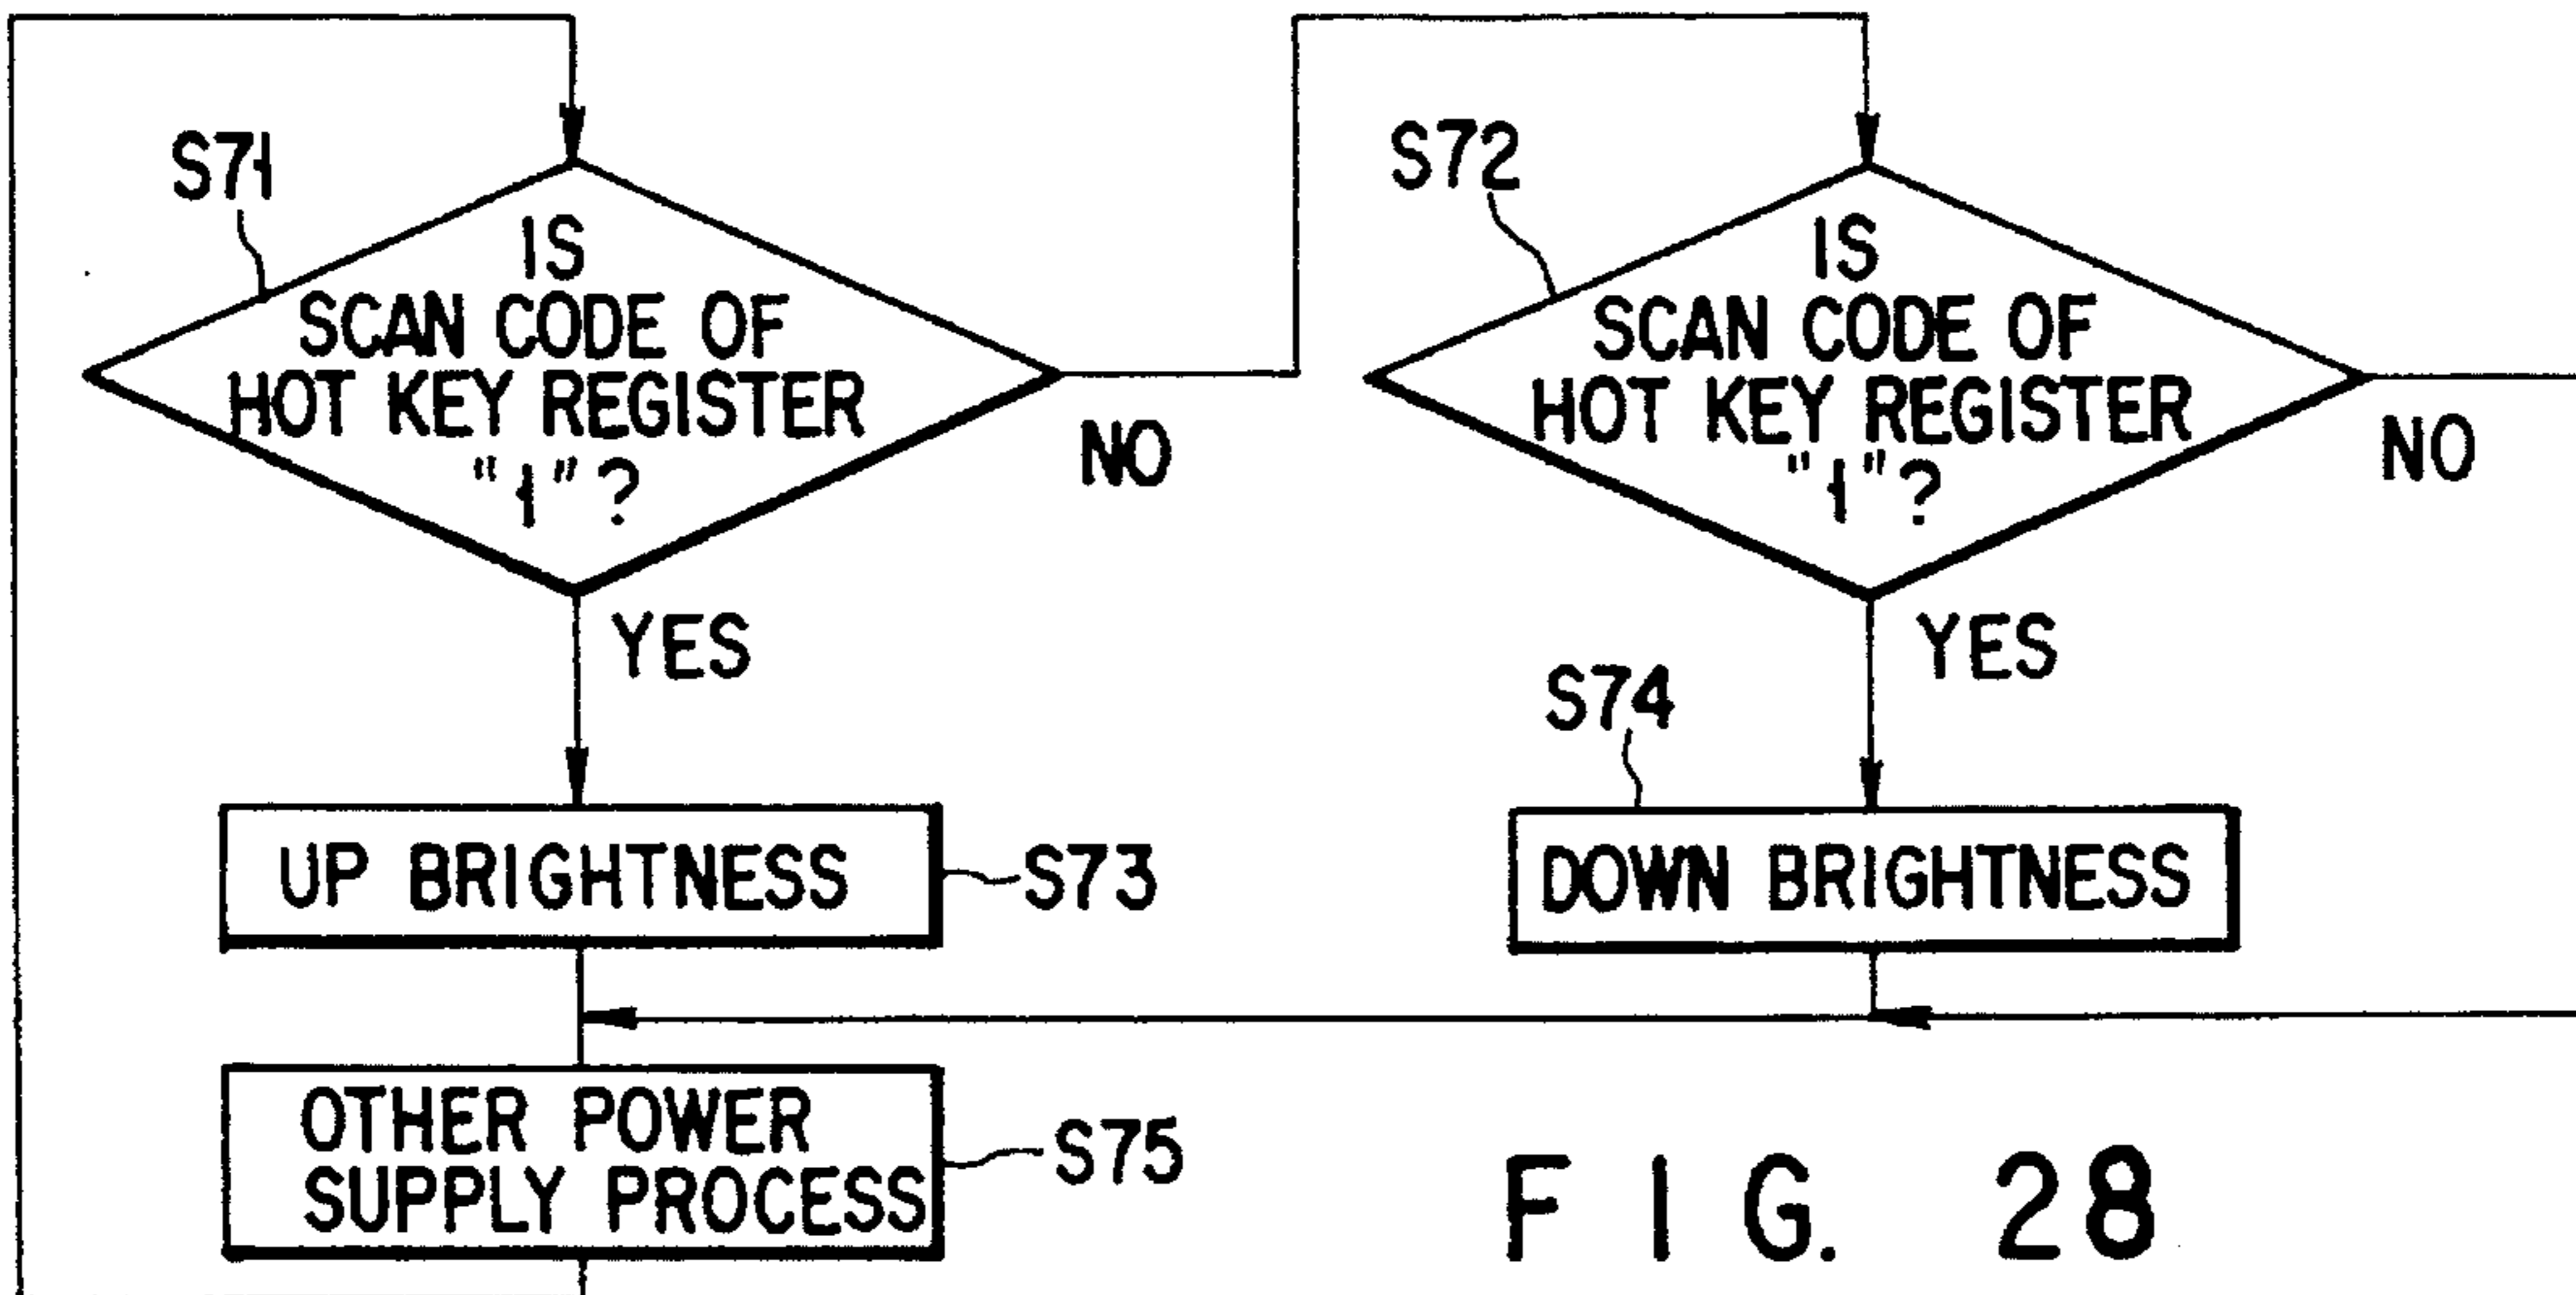 S71
IS
SCAN CODE OF
HOT KEY REGISTER
"1"?
NO
YES
S72
IS
SCAN CODE OF
HOT KEY REGISTER
"1"?
NO
YES
UP BRIGHTNESS
S73
S74
DOWN BRIGHTNESS
OTHER POWER
SUPPLY PROCESS
S75
FIG. 28